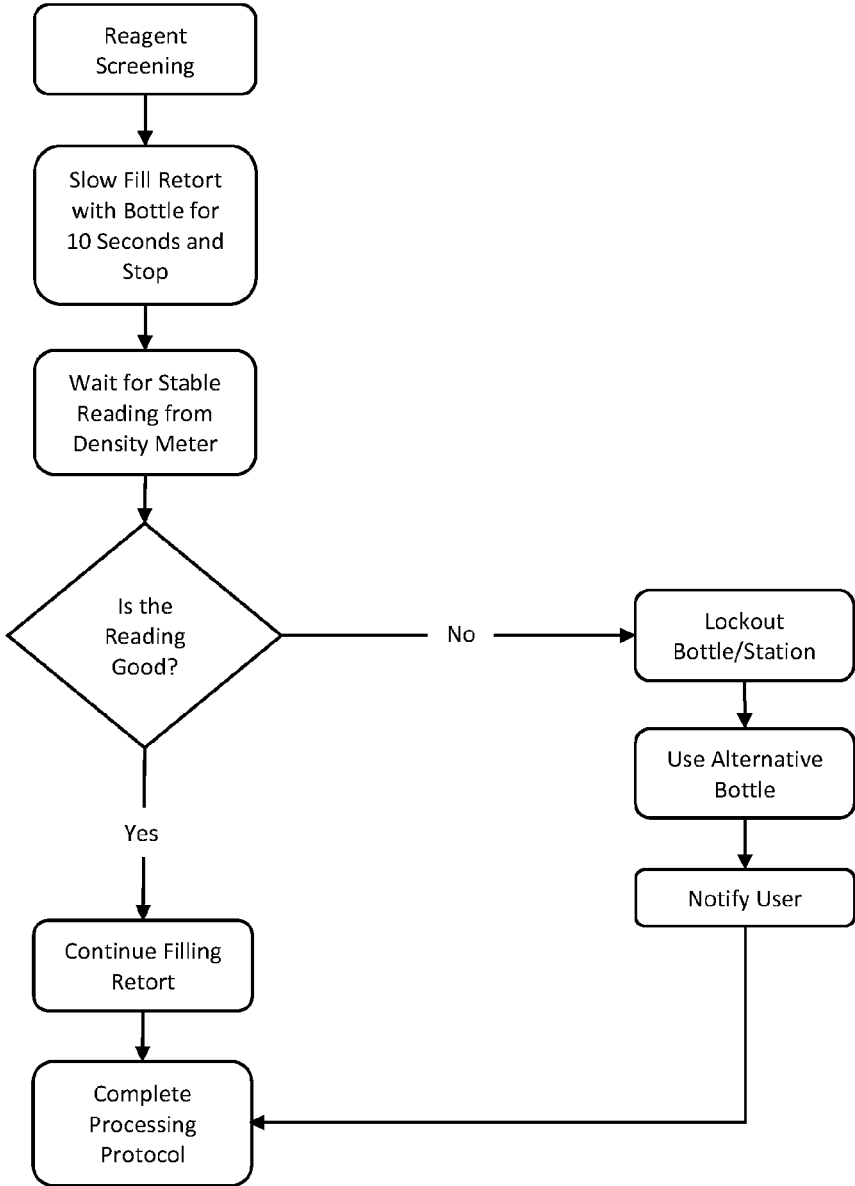 Reagent
Screening
Slow Fill Retort
with Bottle for
10 Seconds and
Stop
Wait for Stable
Reading from
Density Meter
Is the
Reading
Good?
No
Lockout
Bottle/Station
Use Alternative
Bottle
Notify User
Yes
Continue Filling
Retort
Complete
Processing
Protocol